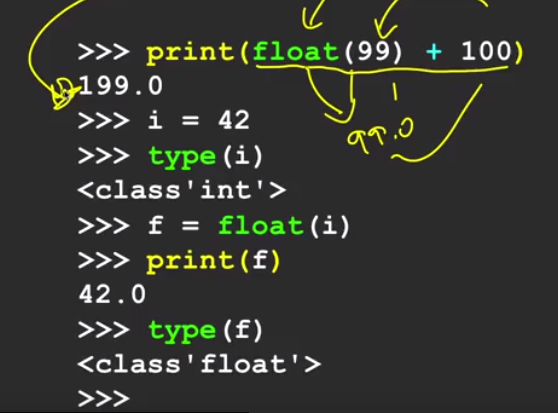 >>> print(float(99) + 100)
99.0
199.0
>>> i = 42
>>> type(i)
<class'int'>
>>> f = float(i)
>>> print(f)
42.0
>>> type(f)
<class'float'>
>>>